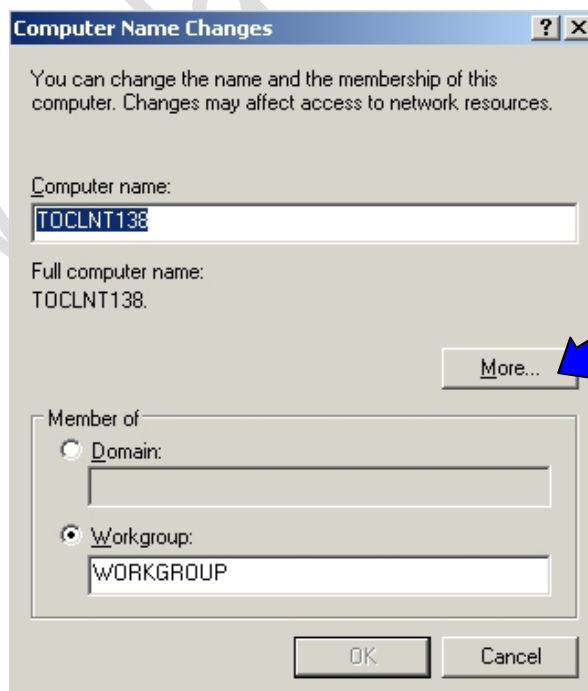 Computer Name Changes
You can change the name and the membership of this
computer. Changes may affect access to network resources.
Computer name:
TOCLNT138
Full computer name:
TOCLNT138.
More...
Member of
Domain:
Workgroup:
WORKGROUP
OK
Cancel